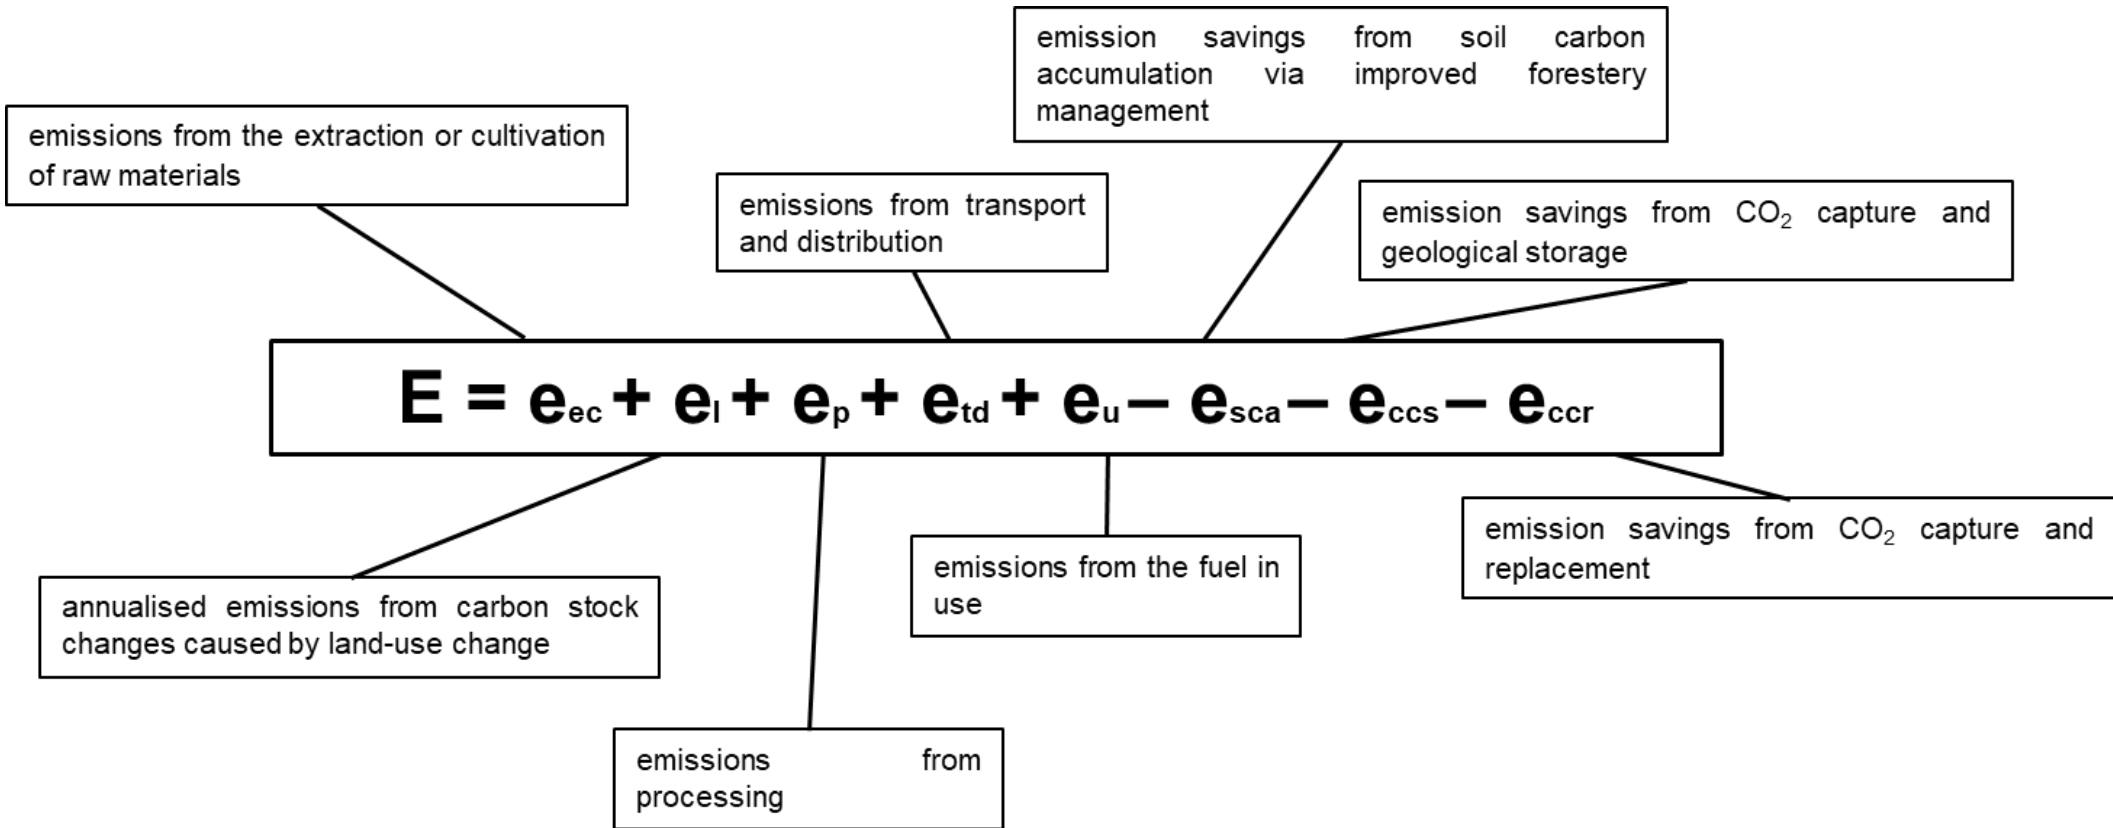 emission savings from soil carbon
accumulation via improved forestery
management
emissions from the extraction or cultivation
of raw materials
emissions from transport
and distribution
emission savings from CO₂ capture and
geological storage
E = eec + el + ep + etd + eu – esca – eccs – eccr
annualised emissions from carbon stock
changes caused by land-use change
emissions from the fuel in
use
emission savings from CO₂ capture and
replacement
emissions from
processing